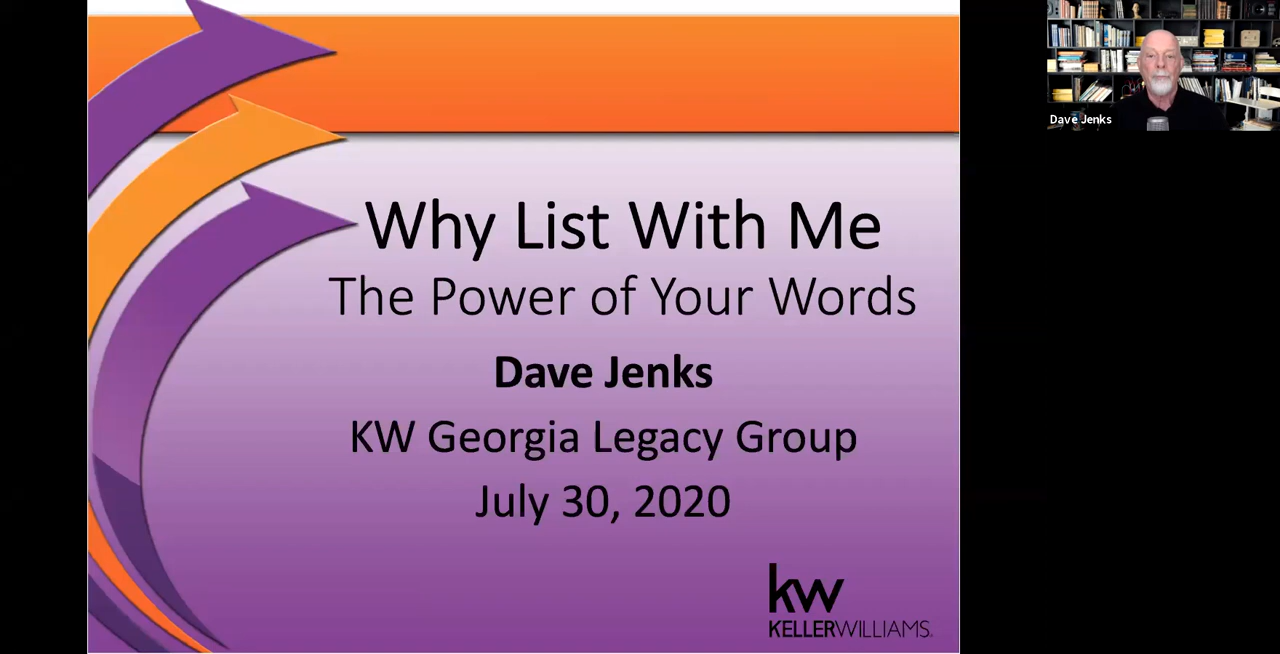 Why List With Me
The Power of Your Words
Dave Jenks
KW Georgia Legacy Group
July 30, 2020
kw
KELLERWILLIAMS.
Dave Jenks